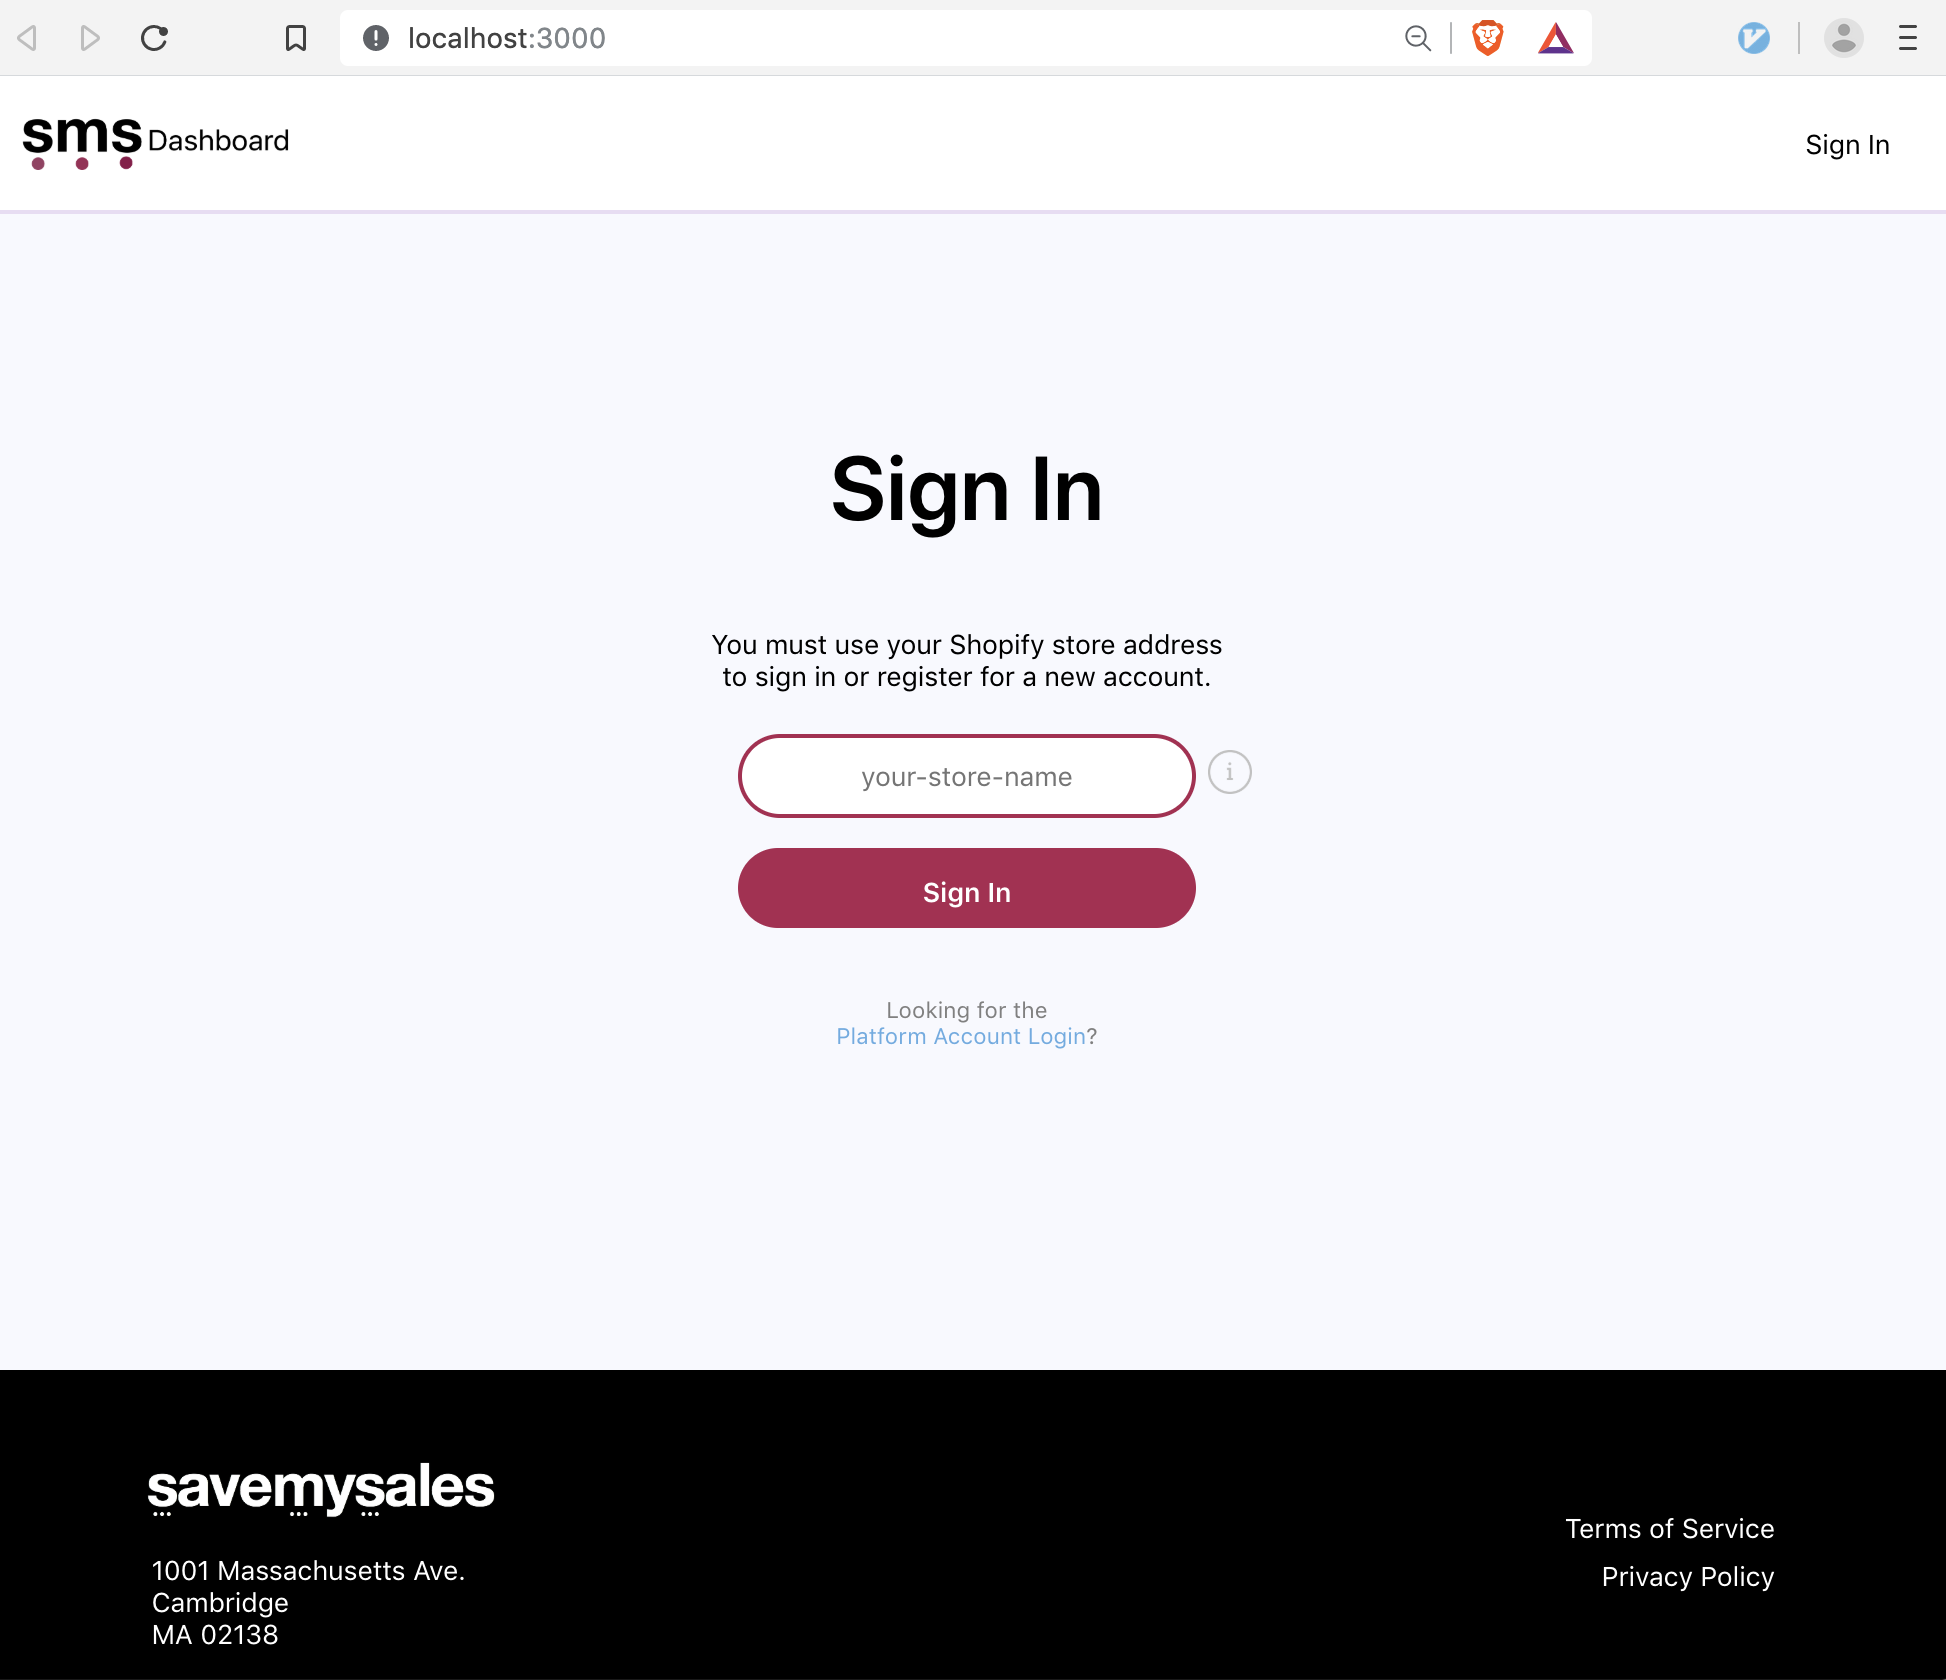 localhost:3000
sms Dashboard
Sign In
Sign In
You must use your Shopify store address
to sign in or register for a new account.
your-store-name
i
Sign In
Looking for the
Platform Account Login?
savemysales
1001 Massachusetts Ave.
Cambridge
MA 02138
Terms of Service
Privacy Policy